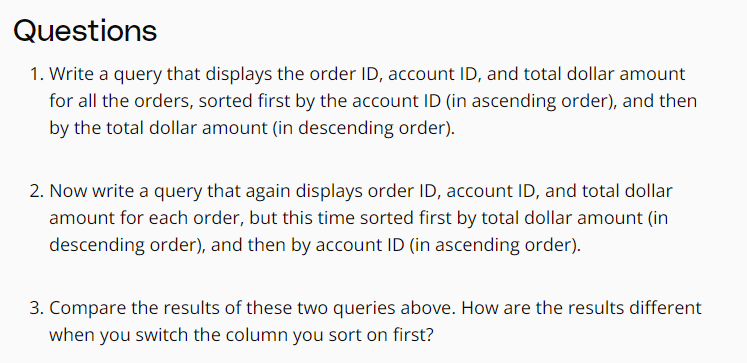 Questions
1. Write a query that displays the order ID, account ID, and total dollar amount
for all the orders, sorted first by the account ID (in ascending order), and then
by the total dollar amount (in descending order).
2. Now write a query that again displays order ID, account ID, and total dollar
amount for each order, but this time sorted first by total dollar amount (in
descending order), and then by account ID (in ascending order).
3. Compare the results of these two queries above. How are the results different
when you switch the column you sort on first?